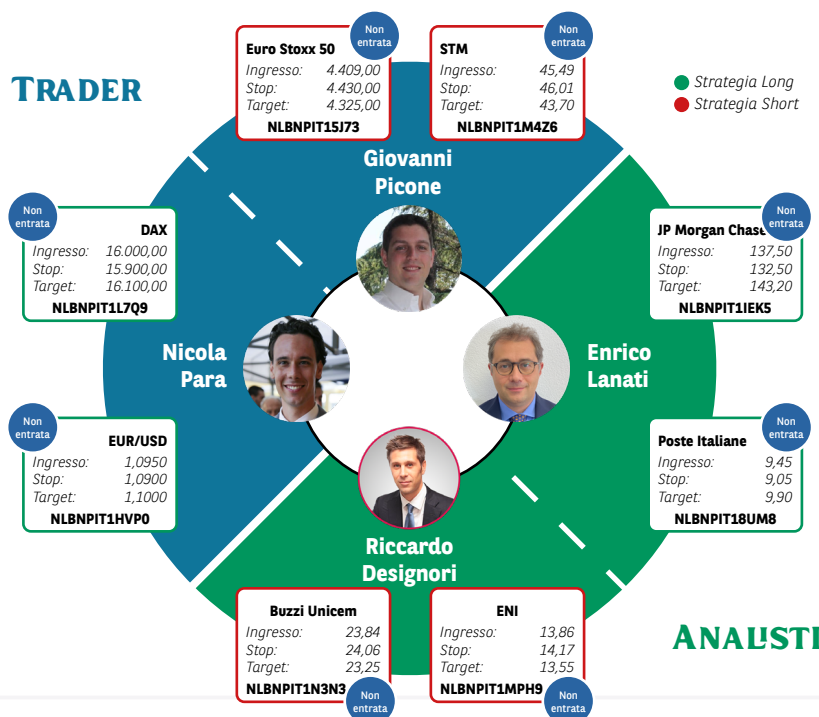 TRADER
Strategia Long
Strategia Short
Non
entrata
Euro Stoxx 50
Ingresso: 4.409,00
Stop: 4.430,00
Target: 4.325,00
NLBNPIT15J73
Non
entrata
STM
Ingresso: 45,49
Stop: 46,01
Target: 43,70
NLBNPIT1M4Z6
Giovanni
Picone
Non
entrata
DAX
Ingresso: 16.000,00
Stop: 15.900,00
Target: 16.100,00
NLBNPIT1L7Q9
Non
entrata
JP Morgan Chase
Ingresso: 137,50
Stop: 132,50
Target: 143,20
NLBNPIT1IEK5
Nicola
Para
Enrico
Lanati
Non
entrata
EUR/USD
Ingresso: 1,0950
Stop: 1,0900
Target: 1,1000
NLBNPIT1HVP0
Non
entrata
Poste Italiane
Ingresso: 9,45
Stop: 9,05
Target: 9,90
NLBNPIT18UM8
Riccardo
Designori
Buzzi Unicem
Ingresso: 23,84
Stop: 24,06
Target: 23,25
NLBNPIT1N3N3
Non
entrata
ENI
Ingresso: 13,86
Stop: 14,17
Target: 13,55
NLBNPIT1MPH9
Non
entrata
ANALISTI